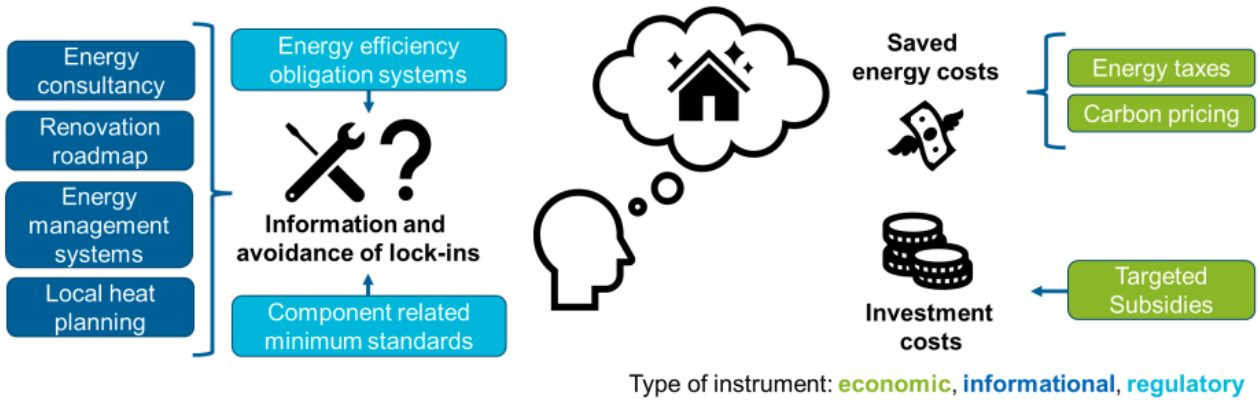 Energy
consultancy
Renovation
roadmap
Energy
management
systems
Local heat
planning
Energy efficiency
obligation systems
Information and
avoidance of lock-ins
Component related
minimum standards
Saved
energy costs
Energy taxes
Carbon pricing
Investment
costs
Targeted
Subsidies
Type of instrument: economic, informational, regulatory